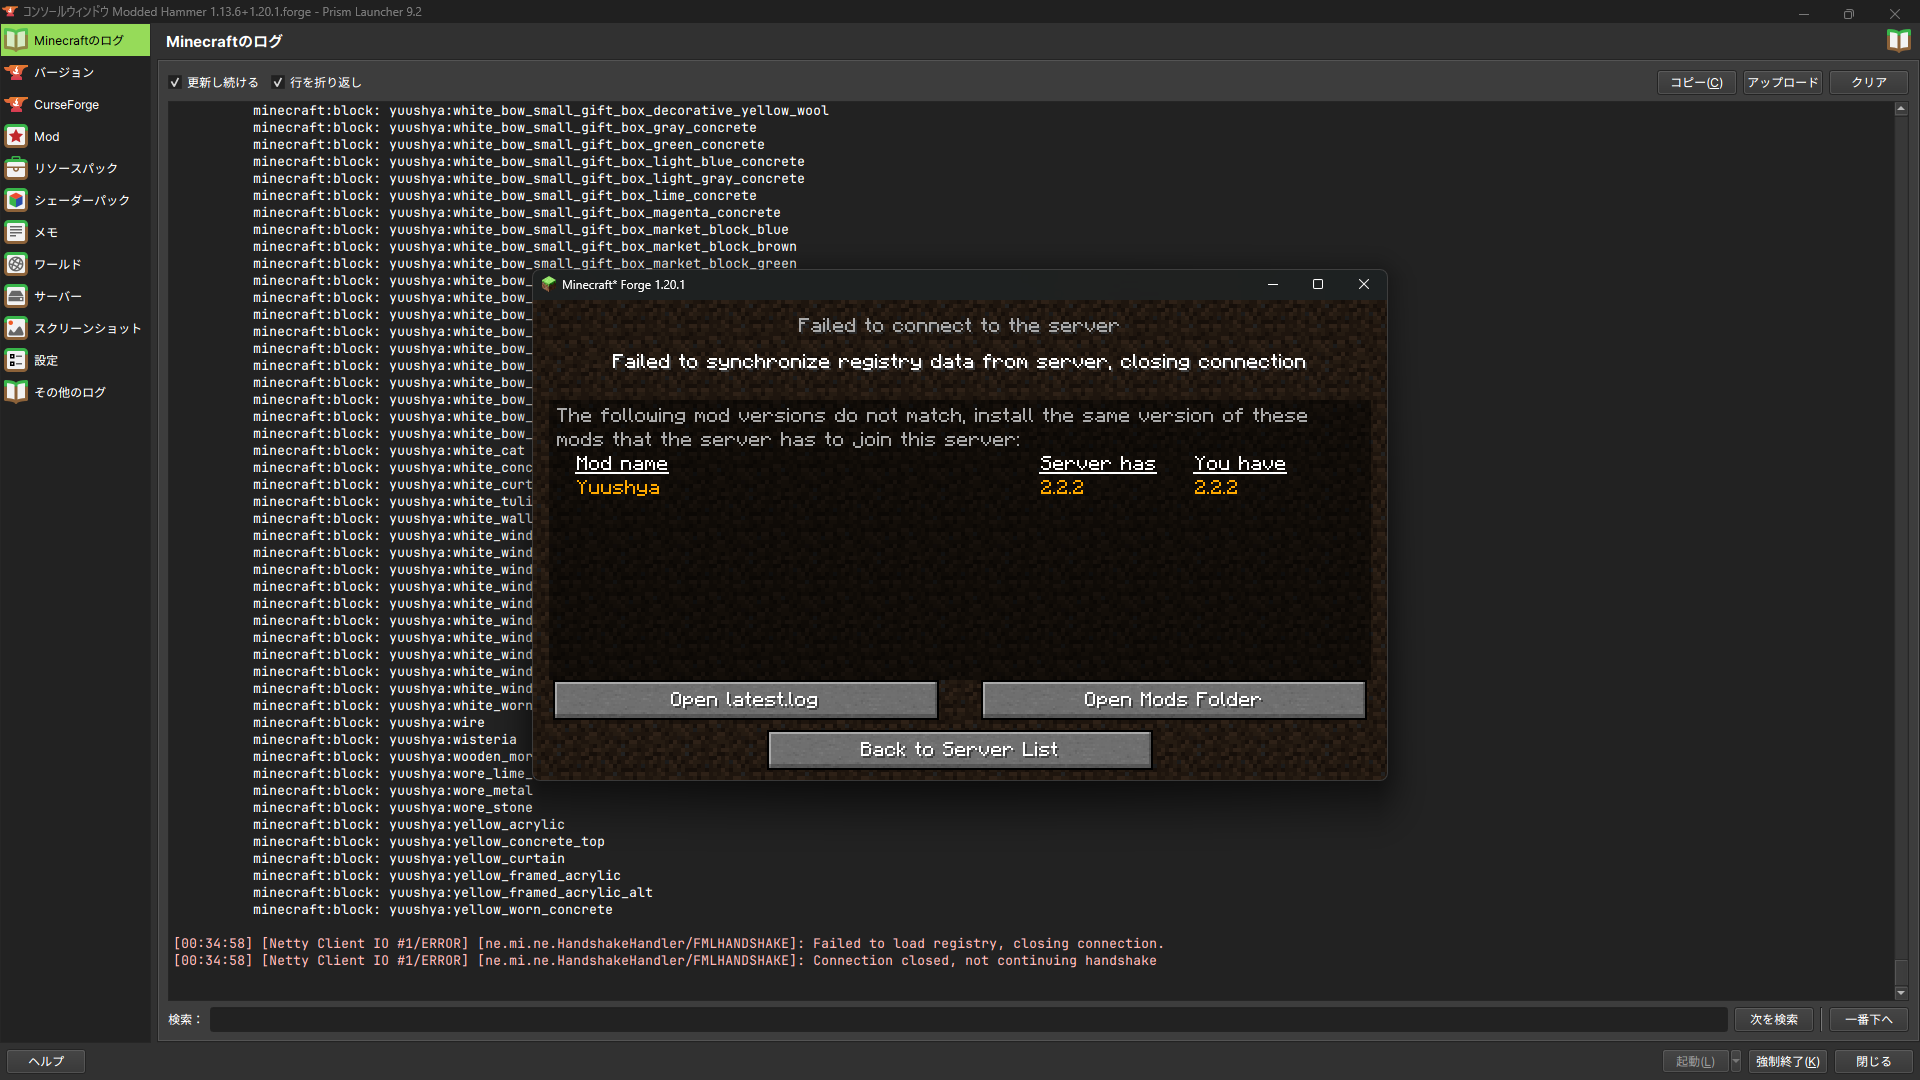 コンソールウィンドウ Modded Hammer 1.13.6+1.20.1.forge - Prism Launcher 9.2
Minecraftのログ
バージョン
CurseForge
Mod
リソースパック
シェーダーパック
メモ
ワールド
サーバー
スクリーンショット
設定
その他のログ
Minecraftのログ
更新し続ける
行を折り返し
コピー(C)
アップロード
クリア
minecraft:block: yuushya:white_bow_small_gift_box_decorative_yellow_wool
minecraft:block: yuushya:white_bow_small_gift_box_gray_concrete
minecraft:block: yuushya:white_bow_small_gift_box_green_concrete
minecraft:block: yuushya:white_bow_small_gift_box_light_blue_concrete
minecraft:block: yuushya:white_bow_small_gift_box_light_gray_concrete
minecraft:block: yuushya:white_bow_small_gift_box_lime_concrete
minecraft:block: yuushya:white_bow_small_gift_box_magenta_concrete
minecraft:block: yuushya:white_bow_small_gift_box_market_block_blue
minecraft:block: yuushya:white_bow_small_gift_box_market_block_brown
minecraft:block: yuushya:white_bow_small_gift_box_market_block_green
minecraft:block: yuushya:white_bow_
minecraft:block: yuushya:white_bow_
minecraft:block: yuushya:white_bow_
minecraft:block: yuushya:white_bow_
minecraft:block: yuushya:white_bow_
minecraft:block: yuushya:white_bow_
minecraft:block: yuushya:white_bow_
minecraft:block: yuushya:white_bow_
minecraft:block: yuushya:white_bow_
minecraft:block: yuushya:white_bow_
minecraft:block: yuushya:white_cat
minecraft:block: yuushya:white_conc
minecraft:block: yuushya:white_curt
minecraft:block: yuushya:white_tuli
minecraft:block: yuushya:white_wall
minecraft:block: yuushya:white_wind
minecraft:block: yuushya:white_wind
minecraft:block: yuushya:white_wind
minecraft:block: yuushya:white_wind
minecraft:block: yuushya:white_wind
minecraft:block: yuushya:white_wind
minecraft:block: yuushya:white_wind
minecraft:block: yuushya:white_wind
minecraft:block: yuushya:white_wind
minecraft:block: yuushya:white_wind
minecraft:block: yuushya:white_worn
minecraft:block: yuushya:wire
minecraft:block: yuushya:wisteria
minecraft:block: yuushya:wooden_mor
minecraft:block: yuushya:wore_lime_
minecraft:block: yuushya:wore_metal
minecraft:block: yuushya:wore_stone
minecraft:block: yuushya:yellow_acrylic
minecraft:block: yuushya:yellow_concrete_top
minecraft:block: yuushya:yellow_curtain
minecraft:block: yuushya:yellow_framed_acrylic
minecraft:block: yuushya:yellow_framed_acrylic_alt
minecraft:block: yuushya:yellow_worn_concrete
[00:34:58] [Netty Client IO #1/ERROR] [ne.mi.ne.HandshakeHandler/FMLHANDSHAKE]: Failed to load registry, closing connection.
[00:34:58] [Netty Client IO #1/ERROR] [ne.mi.ne.HandshakeHandler/FMLHANDSHAKE]: Connection closed, not continuing handshake
Minecraft* Forge 1.20.1
Failed to connect to the server
Failed to synchronize registry data from server, closing connection
The following mod versions do not match, install the same version of these
mods that the server has to join this server:
Mod name Server has You have
Yuushya 2.2.2 2.2.2
Open latest.log
Open Mods Folder
Back to Server List
検索：
次を検索
一番下へ
ヘルプ
起動(L)
強制終了(K)
閉じる